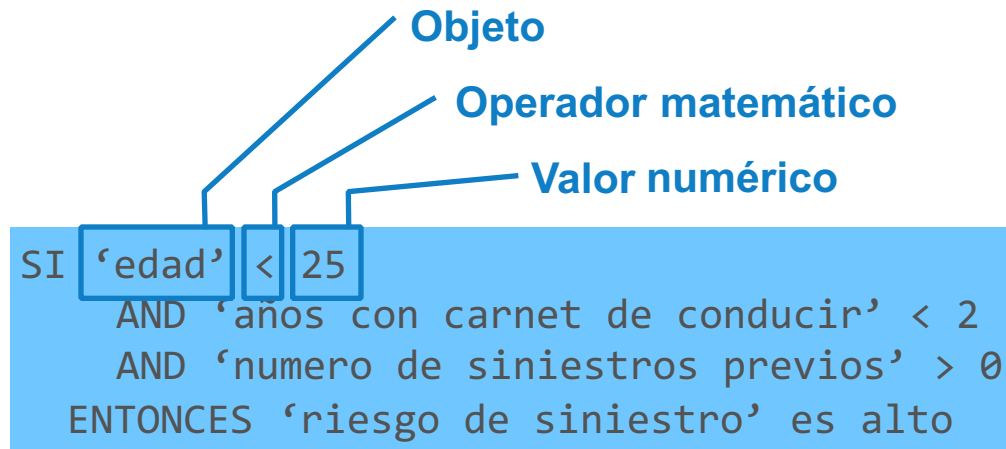 Objeto
Operador matemático
Valor numérico
SI ‘edad’ < 25
AND ‘años con carnet de conducir’ < 2
AND ‘numero de siniestros previos’ > 0
ENTONCES ‘riesgo de siniestro’ es alto